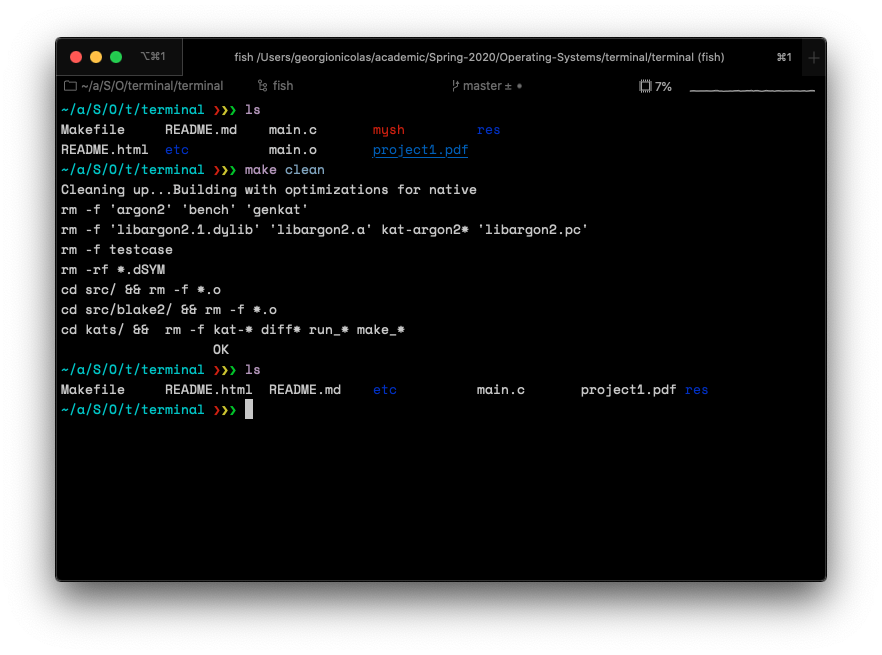 ⌥⌘1 fish /Users/georgionicolas/academic/Spring-2020/Operating-Systems/terminal/terminal (fish) ⌘1 +
~/a/S/O/terminal/terminal fish master ± • 7%
~/a/S/O/t/terminal ❯❯❯ ls
Makefile README.md main.c mysh res
README.html etc main.o project1.pdf
~/a/S/O/t/terminal ❯❯❯ make clean
Cleaning up...Building with optimizations for native
rm -f 'argon2' 'bench' 'genkat'
rm -f 'libargon2.1.dylib' 'libargon2.a' kat-argon2* 'libargon2.pc'
rm -f testcase
rm -rf *.dSYM
cd src/ && rm -f *.o
cd src/blake2/ && rm -f *.o
cd kats/ &&  rm -f kat-* diff* run_* make_*
OK
~/a/S/O/t/terminal ❯❯❯ ls
Makefile README.html README.md etc main.c project1.pdf res
~/a/S/O/t/terminal ❯❯❯